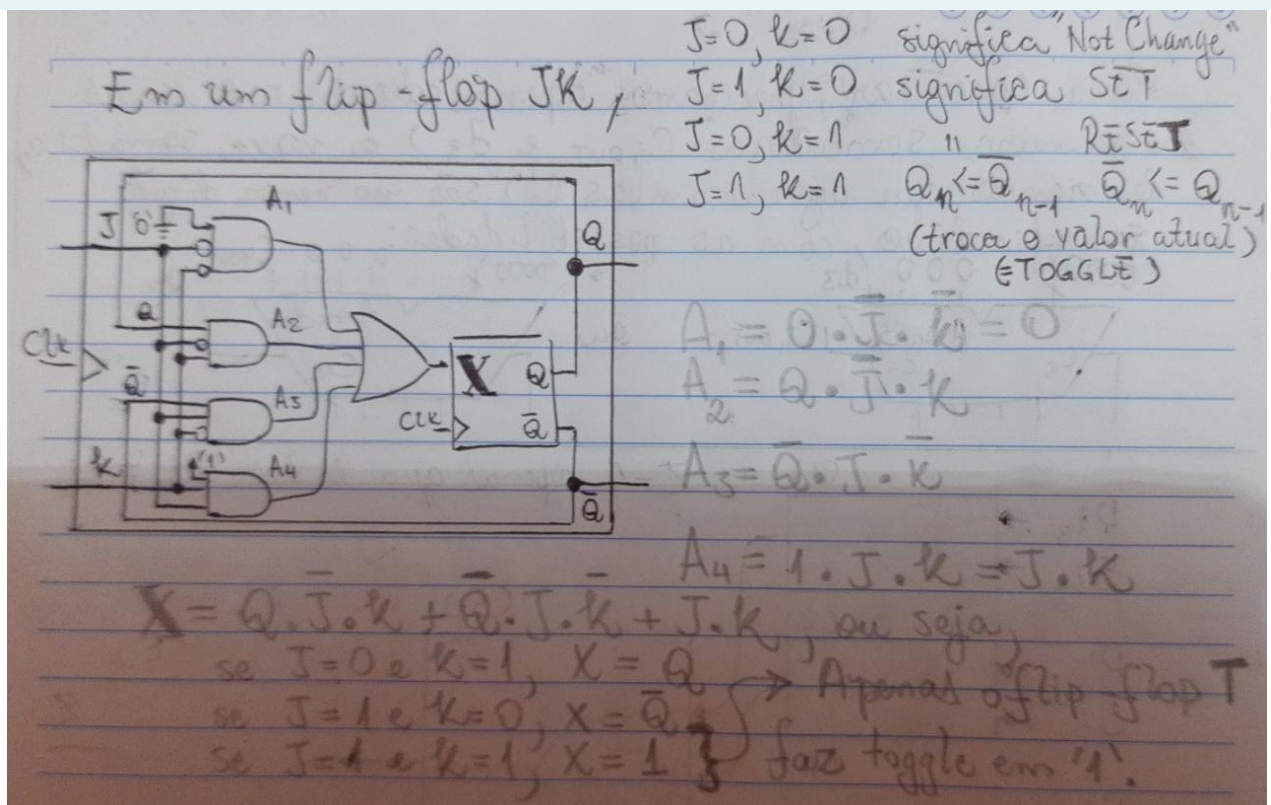 J=0, K=0 significa "Not Change"
Em um flip-flop JK,
J=1, K=0 significa SET
J=0, K=1 " RESET
J=1, K=1 Qn <= Q̅n-1 Q̅n <= Qn-1
(troca o valor atual)
(=TOGGLE)
J '0' A1
Q
Q A2
Clk
X Q
Q̅ A3
Clk Q̅
K '1' A4
Q̅
A1 = 0·J̅·K̅ = 0
A2 = Q·J̅·K
A3 = Q̅·J·K̅
A4 = 1·J·K = J·K
X = Q·J̅·K + Q̅·J·K̅ + J·K, ou seja,
se J=0 e K=1, X = Q
se J=1 e K=0, X = Q̅
se J=1 e K=1, X = 1
} → Apenas o flip-flop T
faz toggle em '1'.